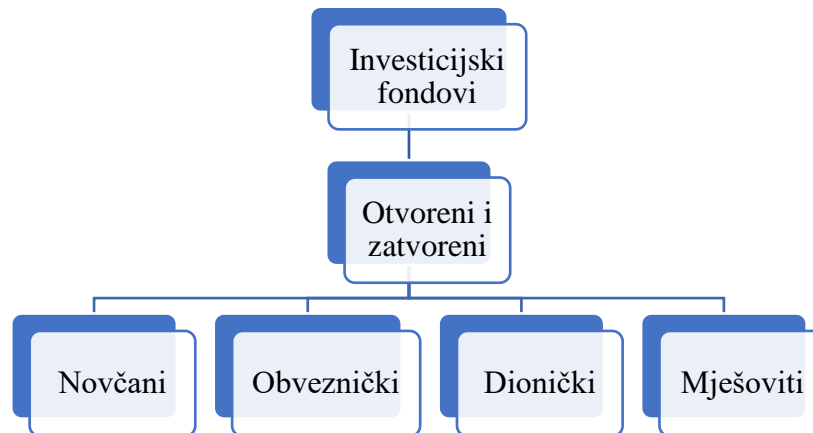 Investicijski
fondovi
Otvoreni i
zatvoreni
Novčani
Obveznički
Dionički
Mješoviti